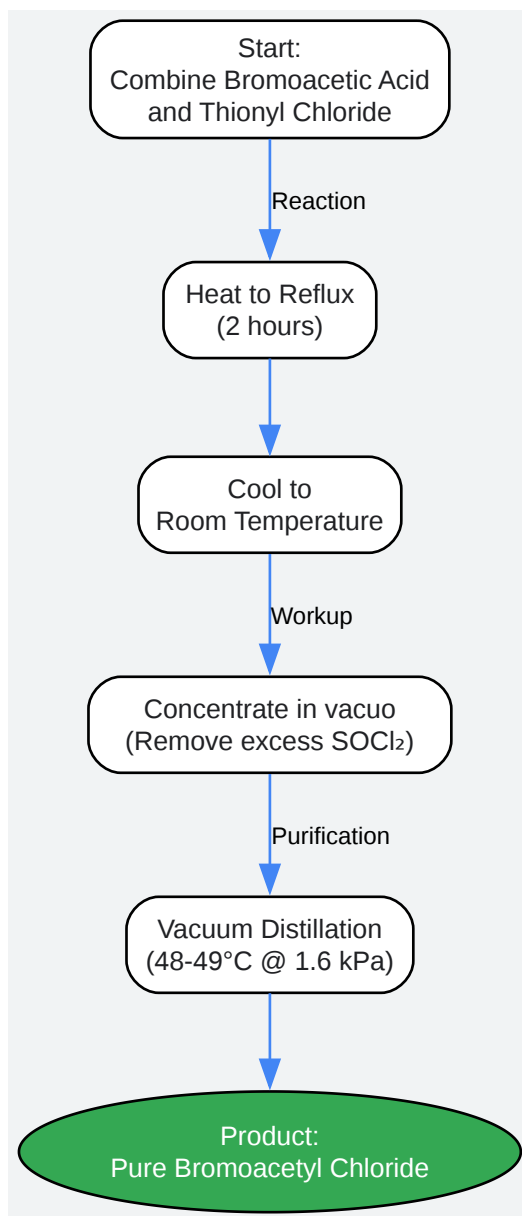 Start:
Combine Bromoacetic Acid
and Thionyl Chloride
Reaction
Heat to Reflux
(2 hours)
Cool to
Room Temperature
Workup
Concentrate in vacuo
(Remove excess SOCl₂)
Purification
Vacuum Distillation
(48-49°C @ 1.6 kPa)
Product:
Pure Bromoacetyl Chloride